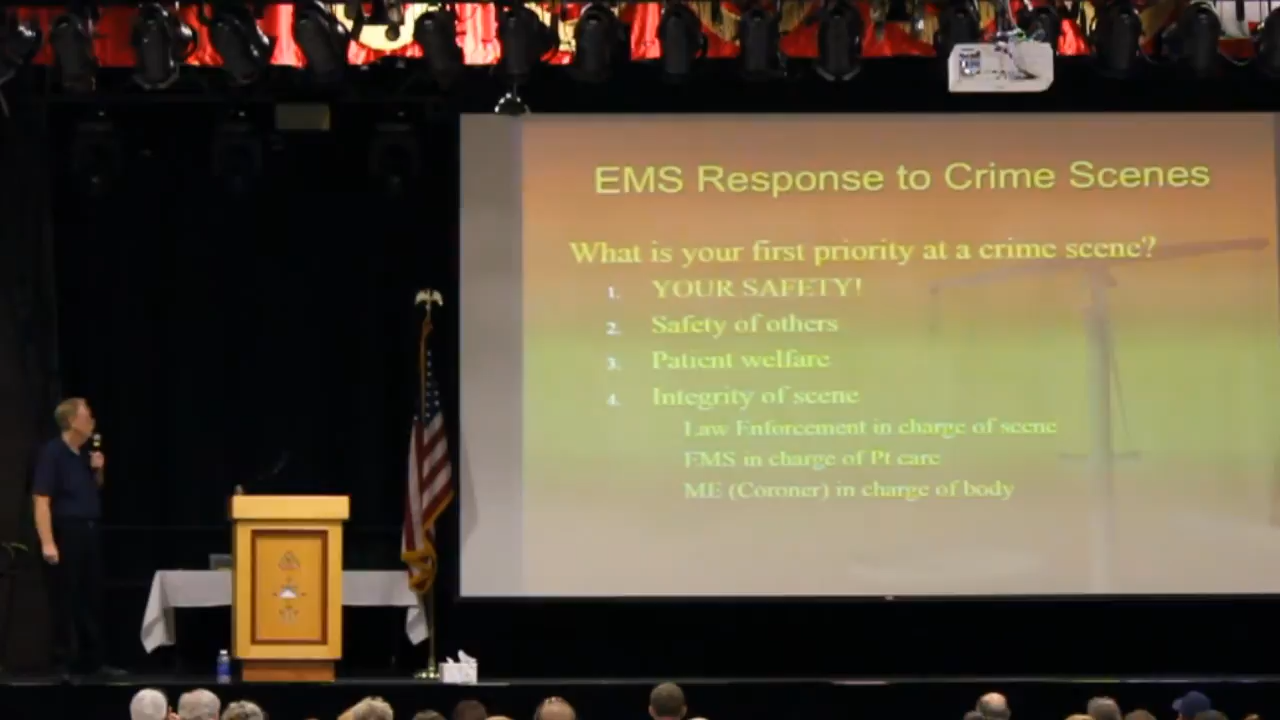 EMS Response to Crime Scenes
What is your first priority at a crime scene?
1. YOUR SAFETY!
2. Safety of others
3. Patient welfare
4. Integrity of scene
Law Enforcement in charge of scene
EMS in charge of Pt care
ME (Coroner) in charge of body